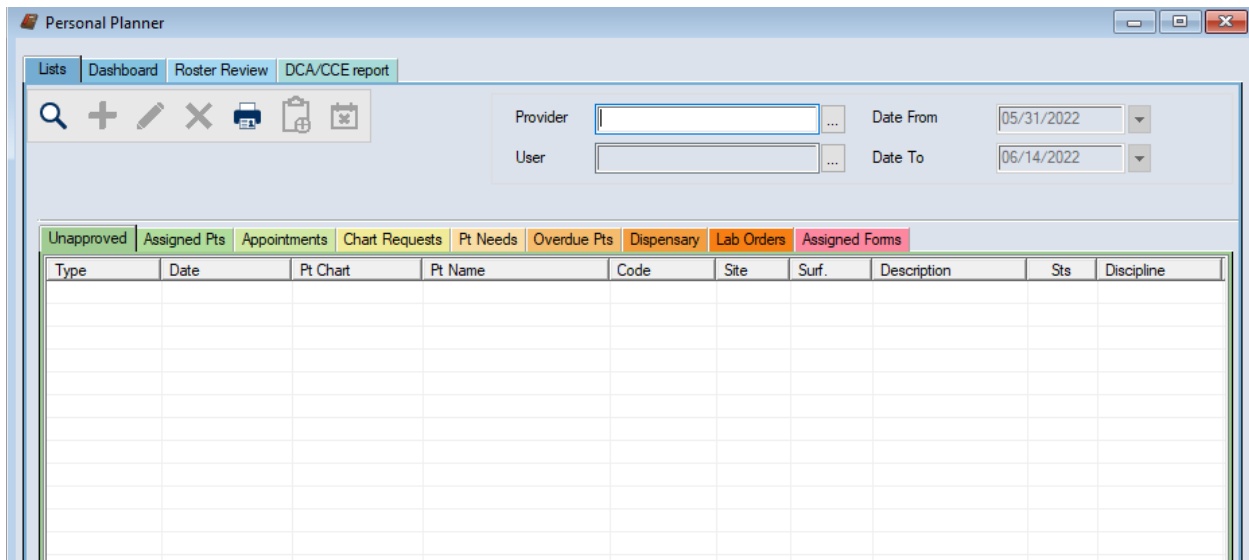 Personal Planner
Lists Dashboard Roster Review DCA/CCE report
Provider ... Date From 05/31/2022
User ... Date To 06/14/2022
Unapproved Assigned Pts Appointments Chart Requests Pt Needs Overdue Pts Dispensary Lab Orders Assigned Forms
Type Date Pt Chart Pt Name Code Site Surf. Description Sts Discipline